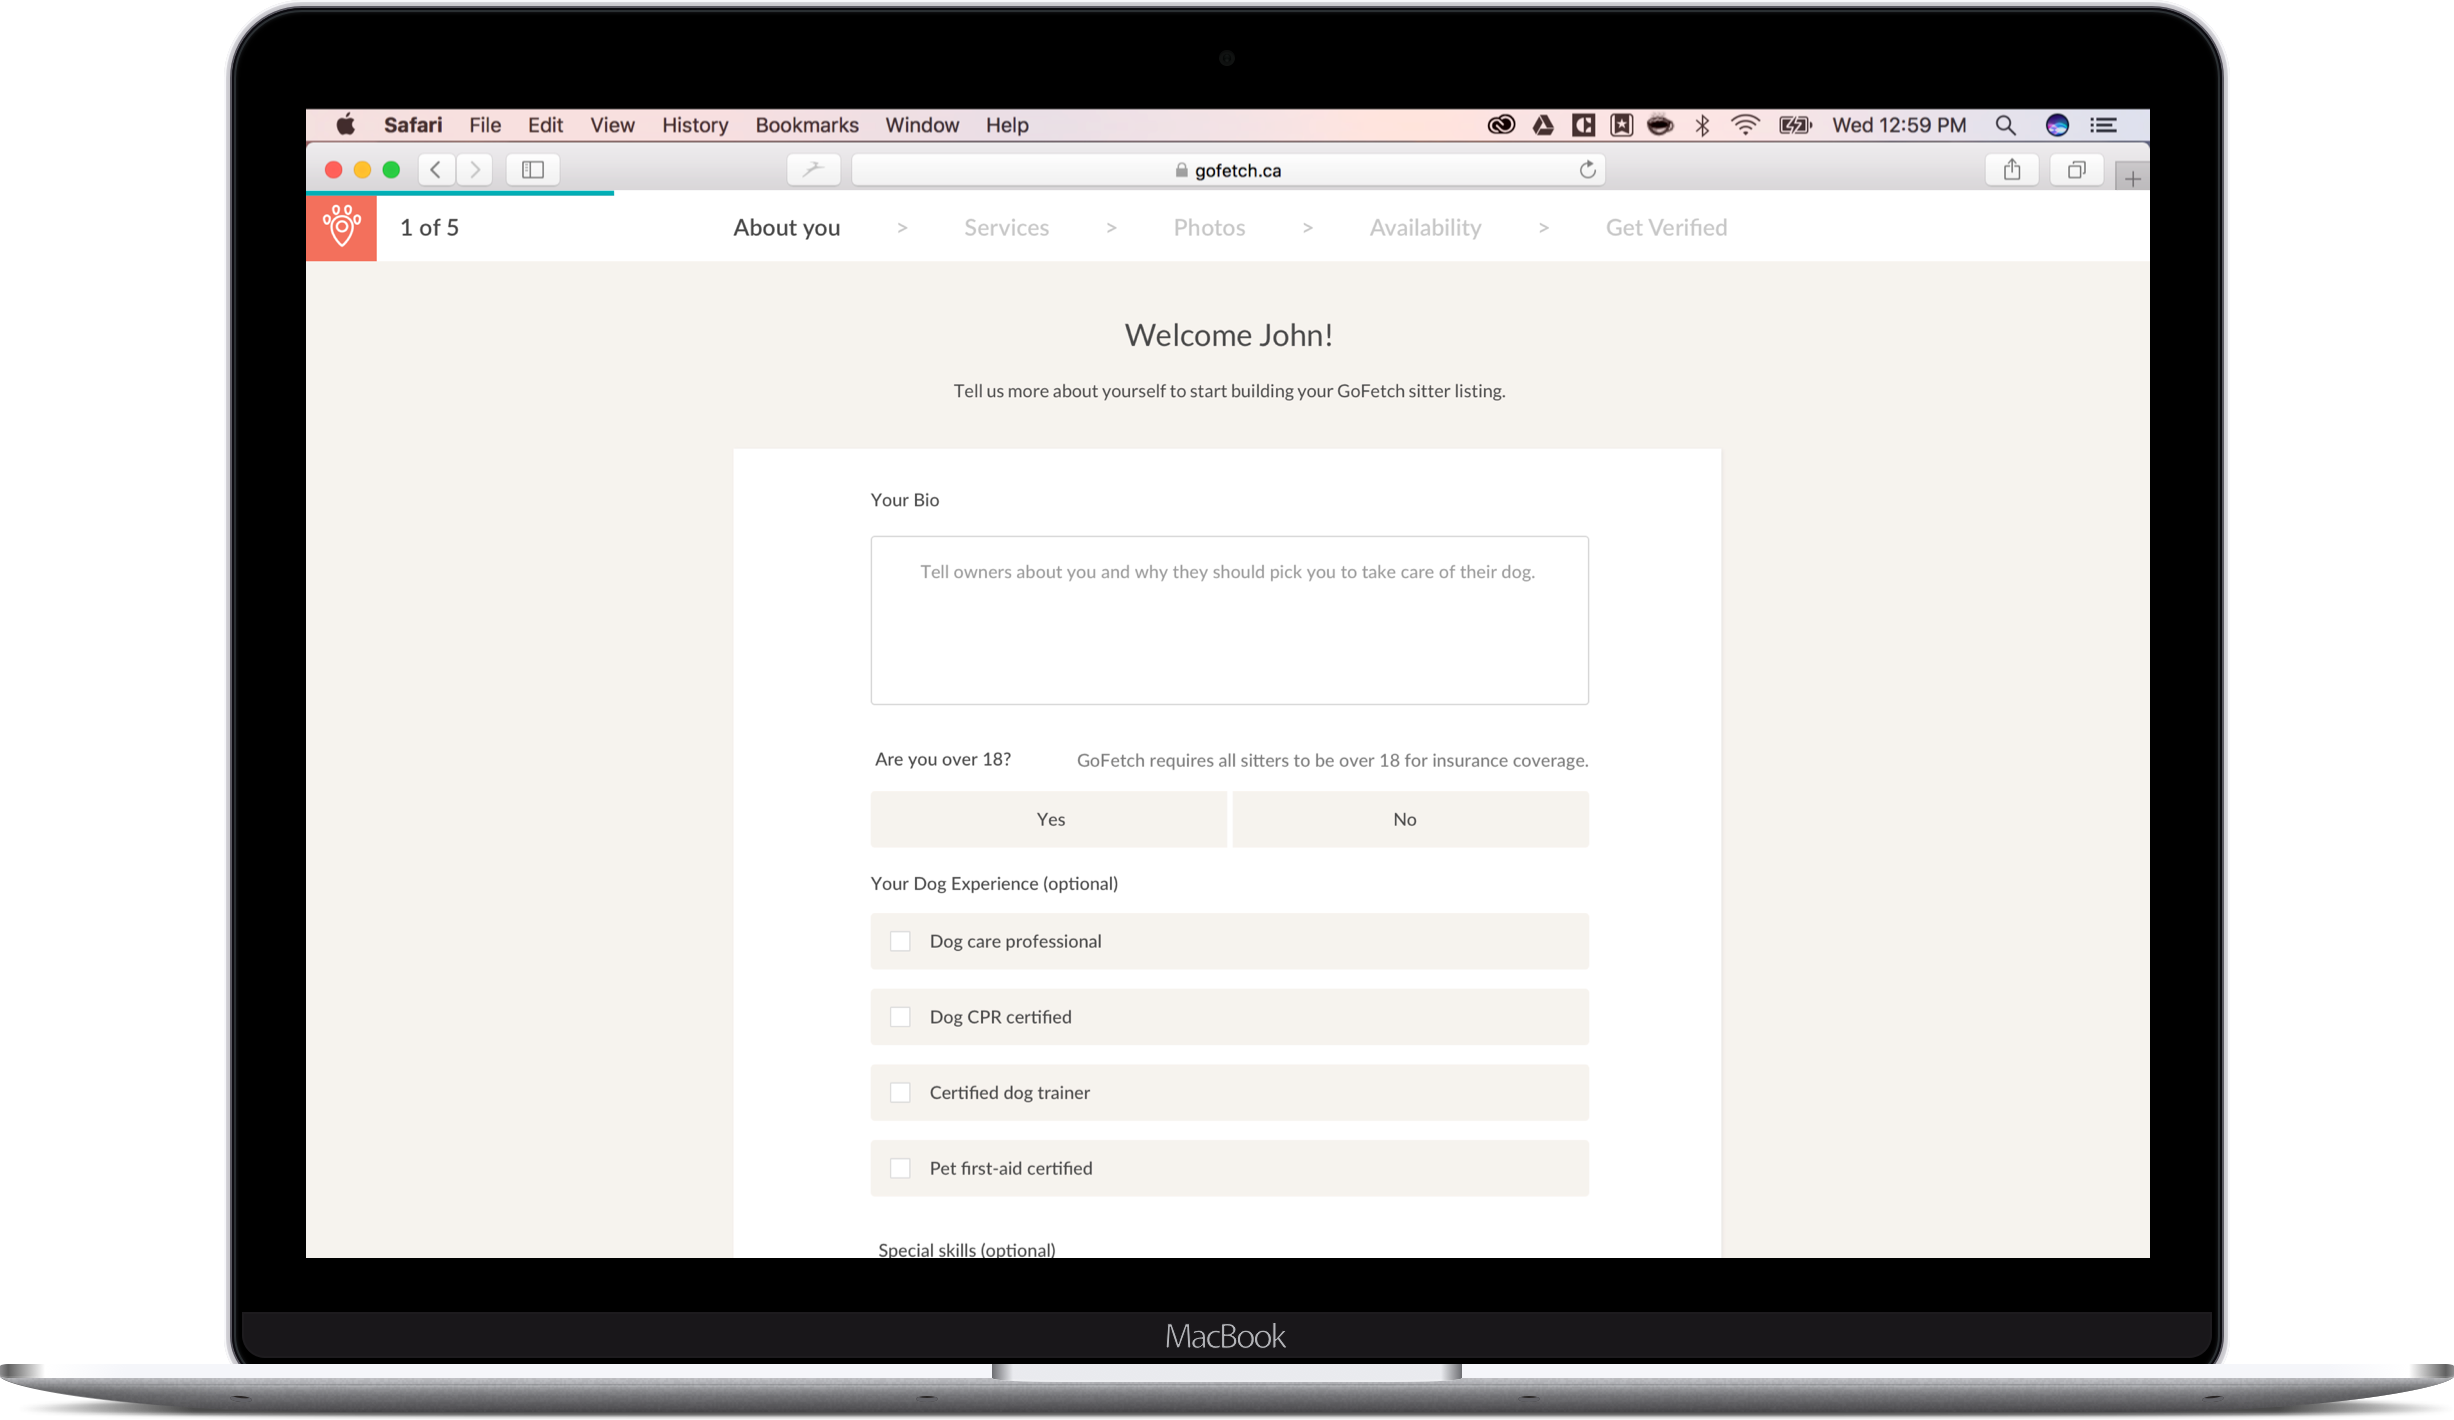 Safari File Edit View History Bookmarks Window Help Wed 12:59 PM
gofetch.ca
1 of 5 About you > Services > Photos > Availability > Get Verified
Welcome John!
Tell us more about yourself to start building your GoFetch sitter listing.
Your Bio
Tell owners about you and why they should pick you to take care of their dog.
Are you over 18? GoFetch requires all sitters to be over 18 for insurance coverage.
Yes No
Your Dog Experience (optional)
Dog care professional
Dog CPR certified
Certified dog trainer
Pet first-aid certified
Special skills (optional)
MacBook